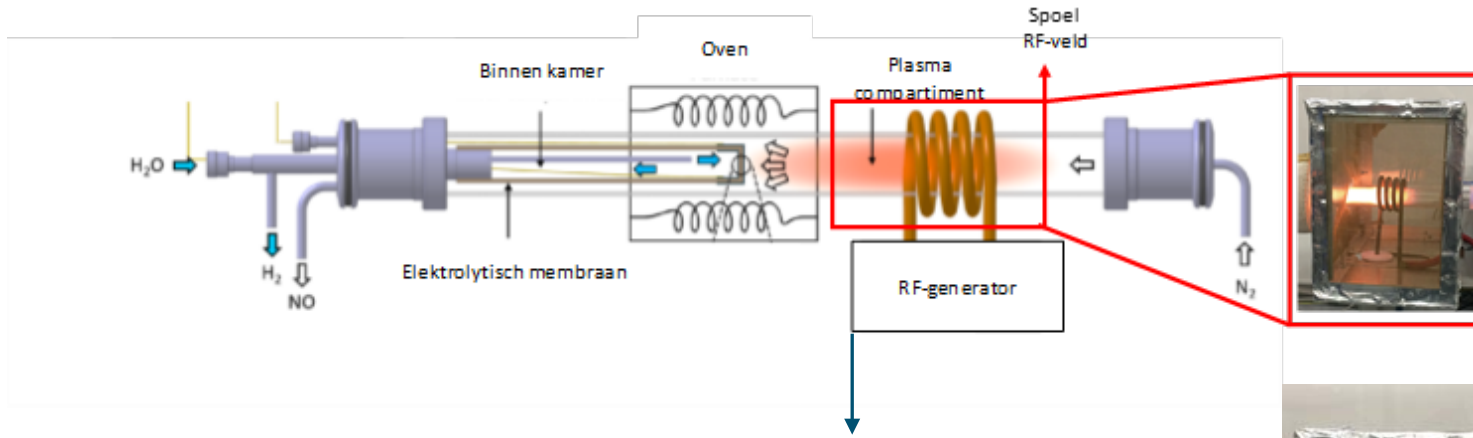 Spoel
RF-veld
Oven
Plasma
compartiment
Binnen kamer
H₂O
Elektrolytisch membraan
H₂
NO
RF-generator
N₂